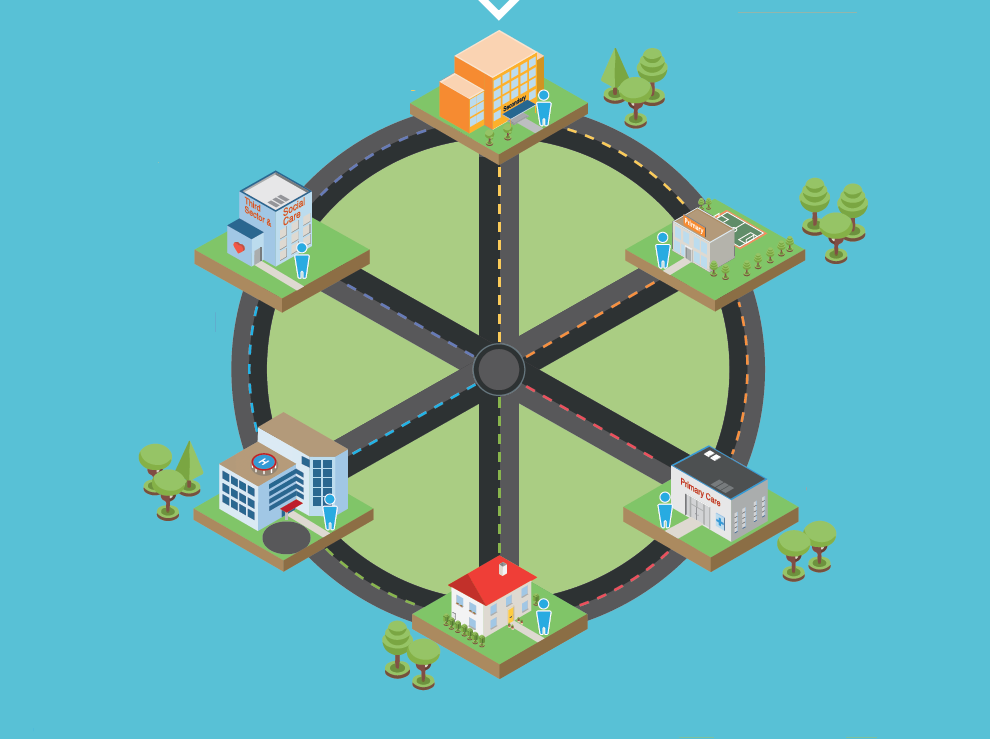 Secondary
Third
Sector &
Social
Care
Primary
H
Primary Care